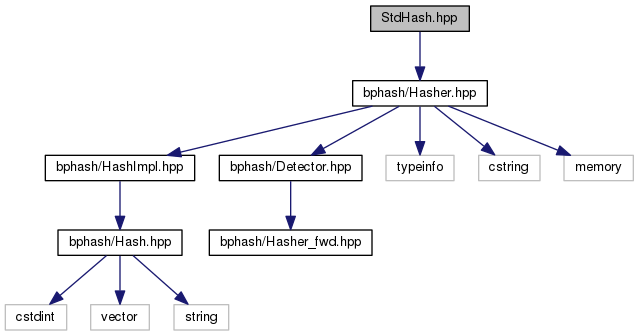 StdHash.hpp
bphash/Hasher.hpp
bphash/HashImpl.hpp
bphash/Detector.hpp
typeinfo
cstring
memory
bphash/Hash.hpp
bphash/Hasher_fwd.hpp
cstdint
vector
string